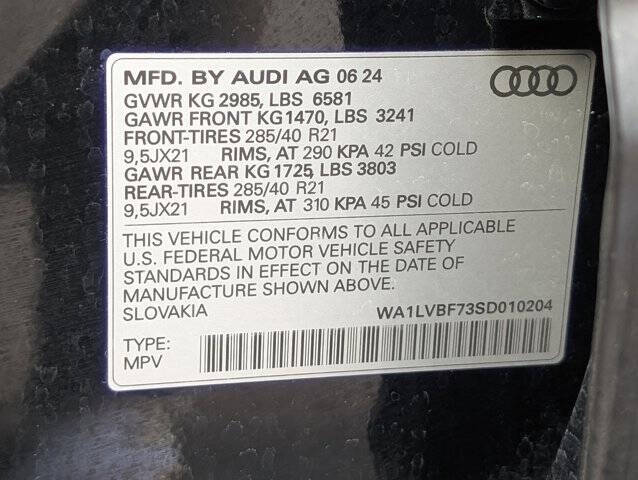 MFD. BY AUDI AG 06 24
GVWR KG 2985, LBS 6581
GAWR FRONT KG1470, LBS 3241
FRONT-TIRES 285/40 R21
9,5JX21 RIMS, AT 290 KPA 42 PSI COLD
GAWR REAR KG 1725, LBS 3803
REAR-TIRES 285/40 R21
9,5JX21 RIMS, AT 310 KPA 45 PSI COLD
THIS VEHICLE CONFORMS TO ALL APPLICABLE
U.S. FEDERAL MOTOR VEHICLE SAFETY
STANDARDS IN EFFECT ON THE DATE OF
MANUFACTURE SHOWN ABOVE.
SLOVAKIA WA1LVBF73SD010204
TYPE:
MPV